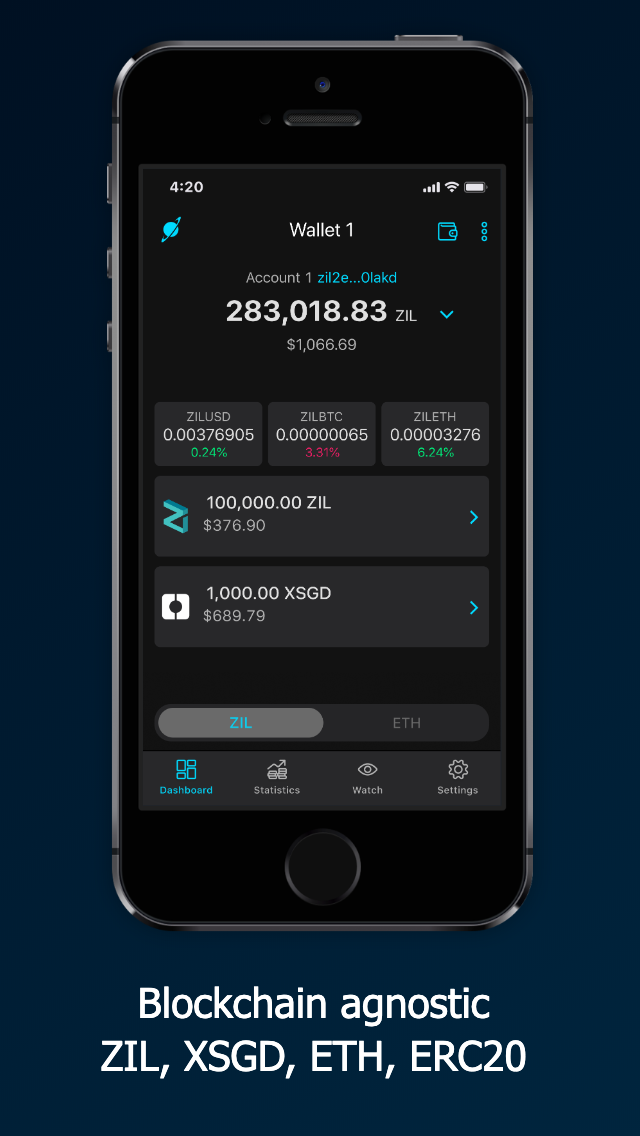 4:20
Wallet 1
Account 1 zil2e...0lakd
283,018.83 ZIL
$1,066.69
ZILUSD ZILBTC ZILETH
0.00376905 0.00000065 0.00003276
0.24% 3.31% 6.24%
100,000.00 ZIL
$376.90
1,000.00 XSGD
$689.79
ZIL ETH
Dashboard Statistics Watch Settings
Blockchain agnostic
ZIL, XSGD, ETH, ERC20